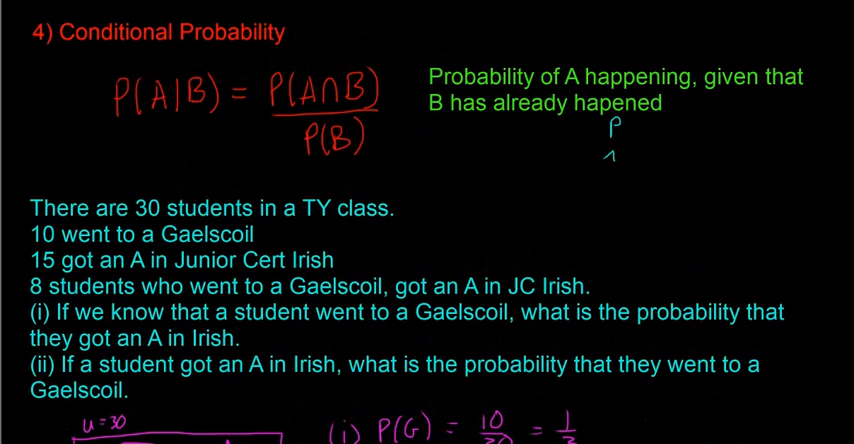 4) Conditional Probability
P(A|B) = P(A∩B)
P(B)
Probability of A happening, given that
B has already hapened
P
There are 30 students in a TY class.
10 went to a Gaelscoil
15 got an A in Junior Cert Irish
8 students who went to a Gaelscoil, got an A in JC Irish.
(i) If we know that a student went to a Gaelscoil, what is the probability that
they got an A in Irish.
(ii) If a student got an A in Irish, what is the probability that they went to a
Gaelscoil.
u=30
(i) P(G) = 10/30 = 1/3